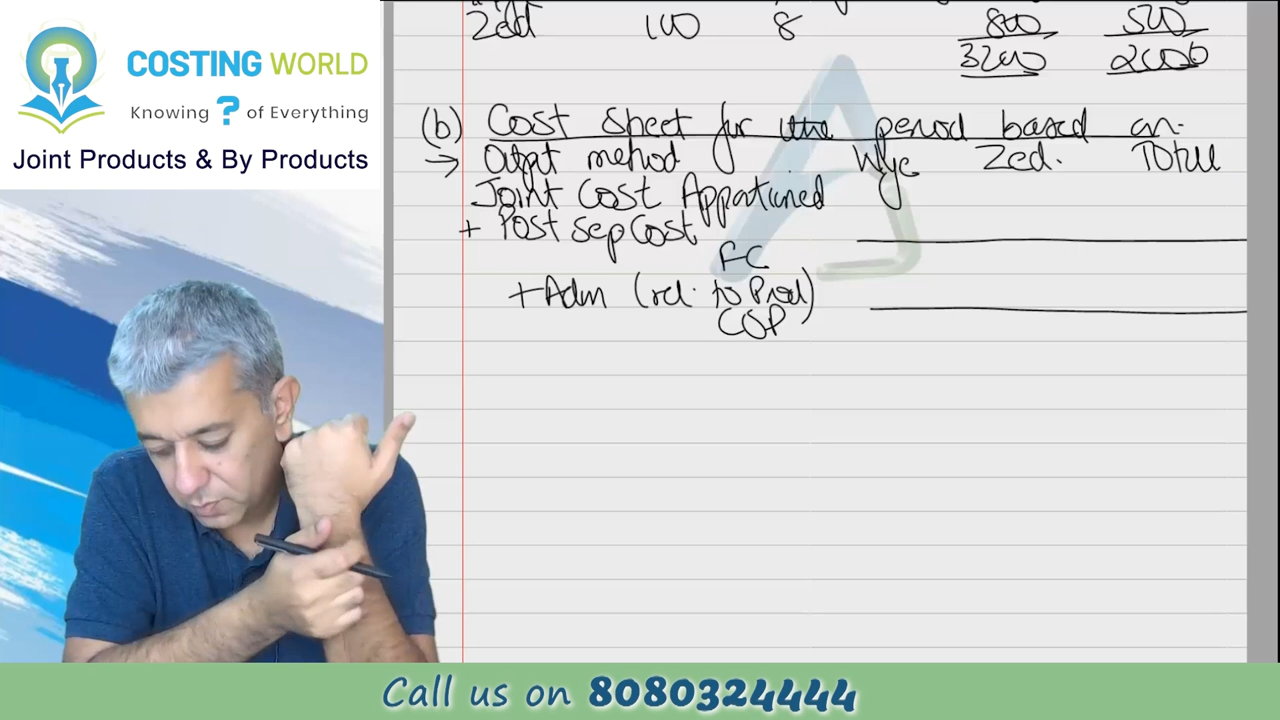 COSTING WORLD
Knowing ? of Everything
Joint Products & By Products
Zed 100 8 800 500
3200 2000
(b) Cost Sheet for the period based on
→ Output method Wye Zed. Total
Joint Cost Apportioned
+ Post sep Cost
FC
+ Adm (rel. to Prod)
COP
Call us on 8080324444